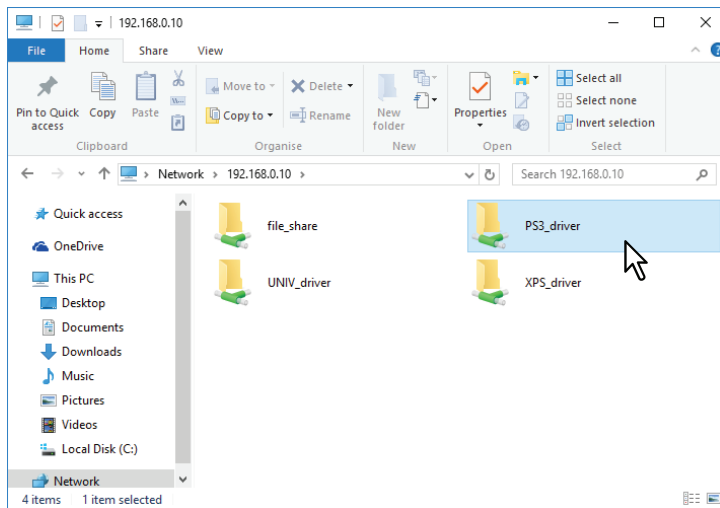 192.168.0.10
File Home Share View
Pin to Quick access
Copy
Paste
Move to
Copy to
Delete
Rename
New folder
Properties
Select all
Select none
Invert selection
Clipboard Organise New Open Select
Network › 192.168.0.10 ›
Search 192.168.0.10
Quick access
OneDrive
This PC
Desktop
Documents
Downloads
Music
Pictures
Videos
Local Disk (C:)
Network
file_share
PS3_driver
UNIV_driver
XPS_driver
4 items 1 item selected